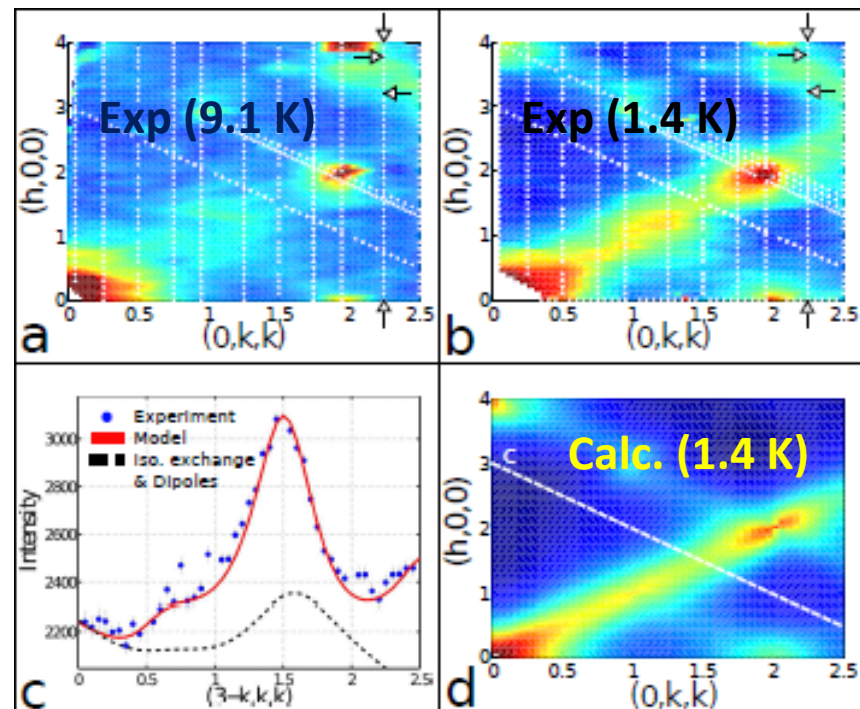 4
3
2
1
0
(h,0,0)
Exp (9.1 K)
0 0.5 1 1.5 2 2.5
(0,k,k)
a
4
3
2
1
0
(h,0,0)
Exp (1.4 K)
0 0.5 1 1.5 2 2.5
(0,k,k)
b
3000
2800
2600
2400
2200
Intensity
Experiment
Model
Iso. exchange
& Dipoles
0 0.5 1 1.5 2 2.5
(3-k,k,k)
c
4
3
2
1
0
(h,0,0)
Calc. (1.4 K)
c
0 0.5 1 1.5 2 2.5
(0,k,k)
d